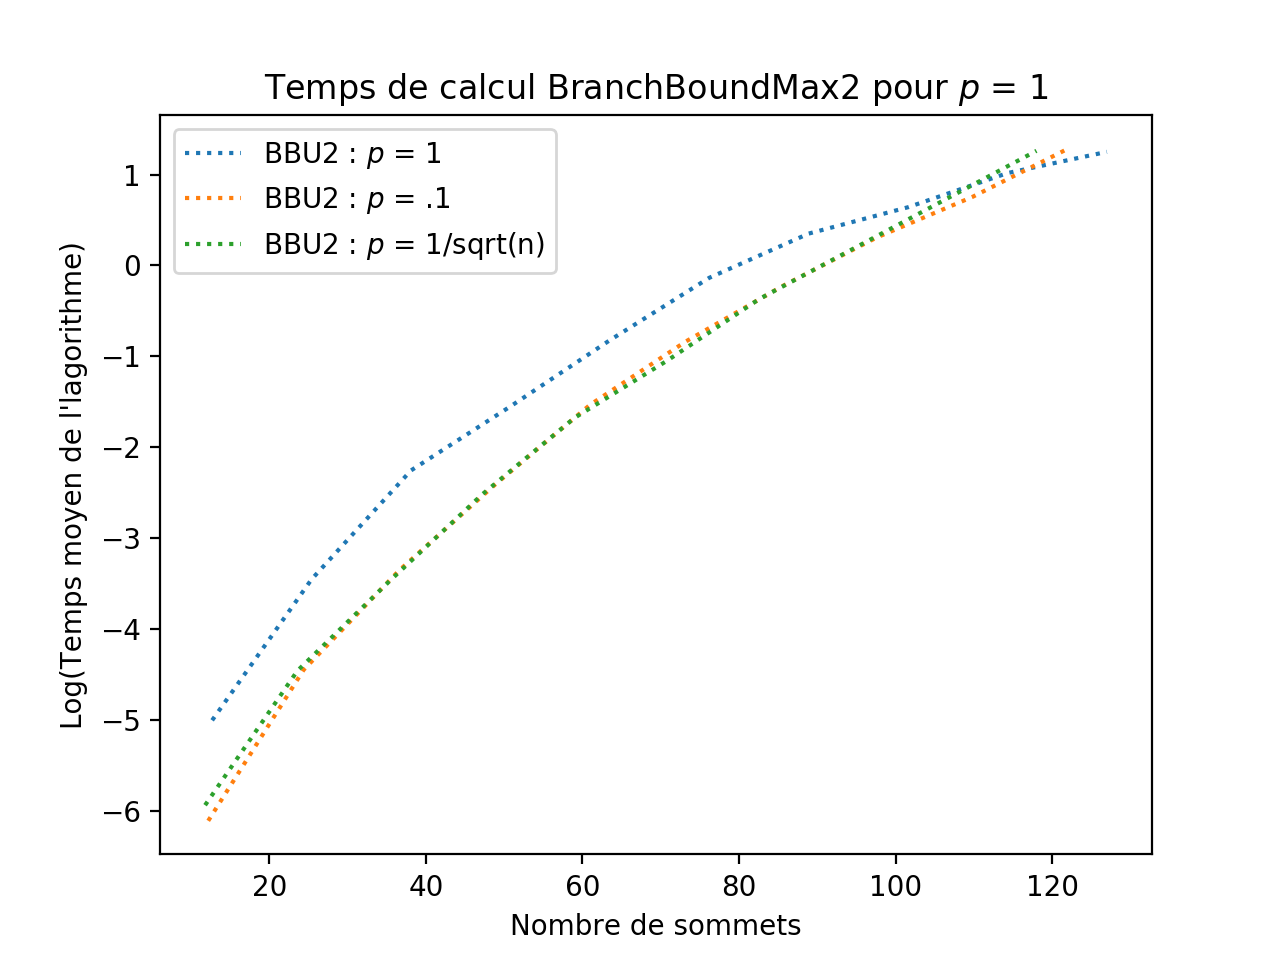 Temps de calcul BranchBoundMax2 pour p = 1
BBU2 : p = 1
BBU2 : p = .1
BBU2 : p = 1/sqrt(n)
Log(Temps moyen de l'lagorithme)
1
0
−1
−2
−3
−4
−5
−6
20 40 60 80 100 120
Nombre de sommets